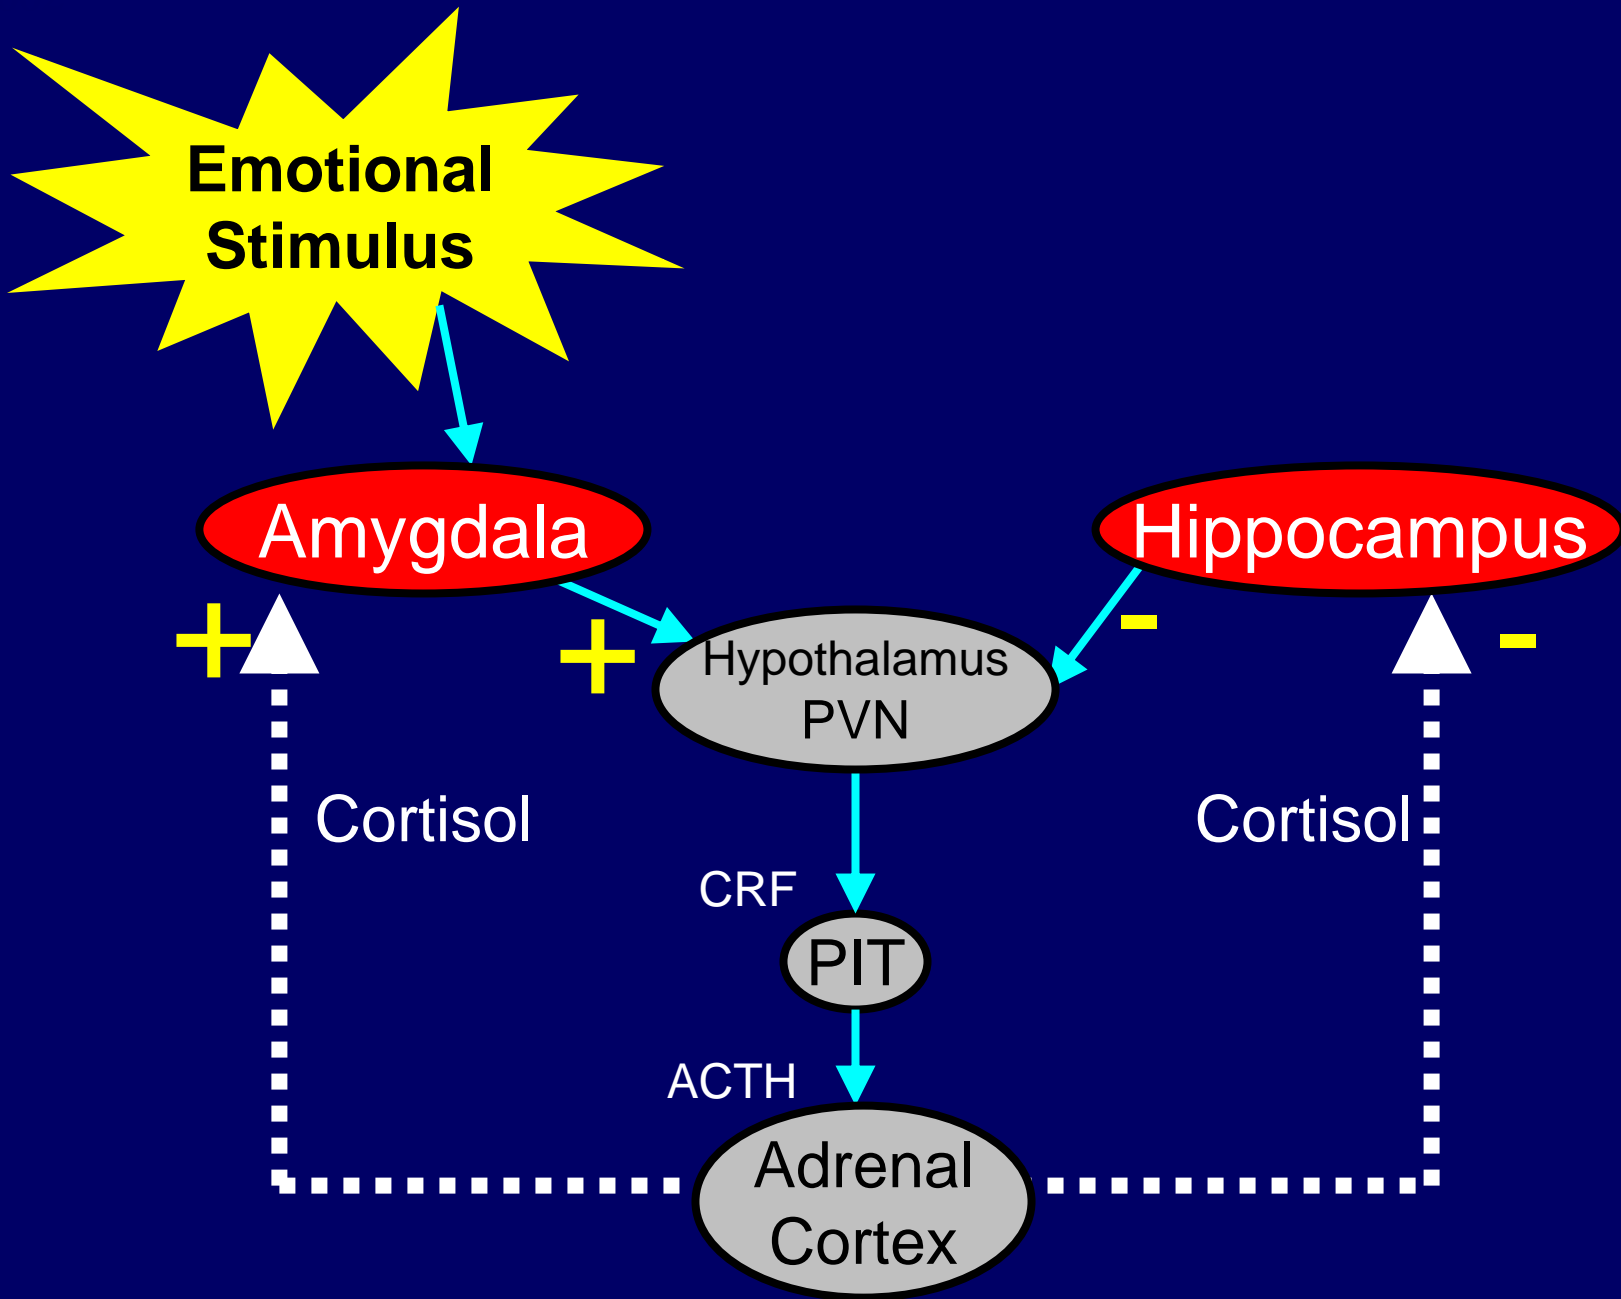 Emotional
Stimulus
Amygdala
Hippocampus
+
+
-
-
Hypothalamus
PVN
Cortisol
Cortisol
CRF
PIT
ACTH
Adrenal
Cortex